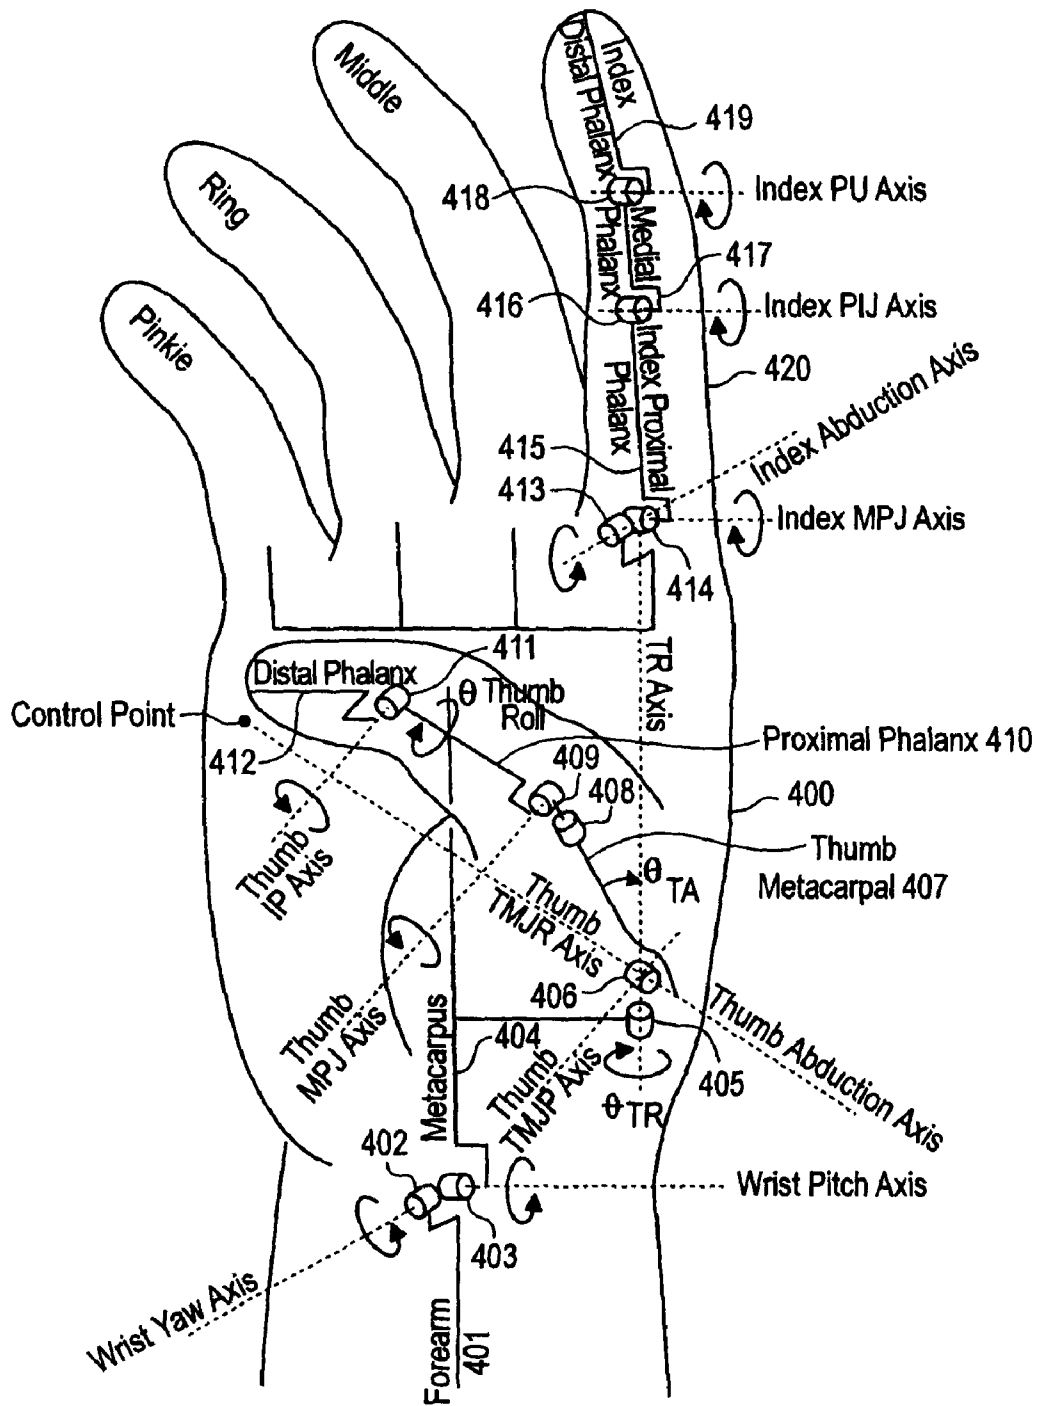 Middle
Index
Distal Phalanx
419
Ring
418
Index PU Axis
Medial
Phalanx
417
416
Index PIJ Axis
Pinkie
420
Index Proximal
Phalanx
Index Abduction Axis
415
413
Index MPJ Axis
414
411
Distal Phalanx
θ Thumb
Roll
TR Axis
Control Point
412
Proximal Phalanx 410
409
408
400
Thumb
IP Axis
Thumb
Metacarpal 407
θ TA
Thumb
TMJR Axis
406
Thumb
MPJ Axis
Metacarpus
404
Thumb Abduction Axis
405
Thumb
TMJP Axis
θ TR
402
Wrist Pitch Axis
403
Wrist Yaw Axis
Forearm
401